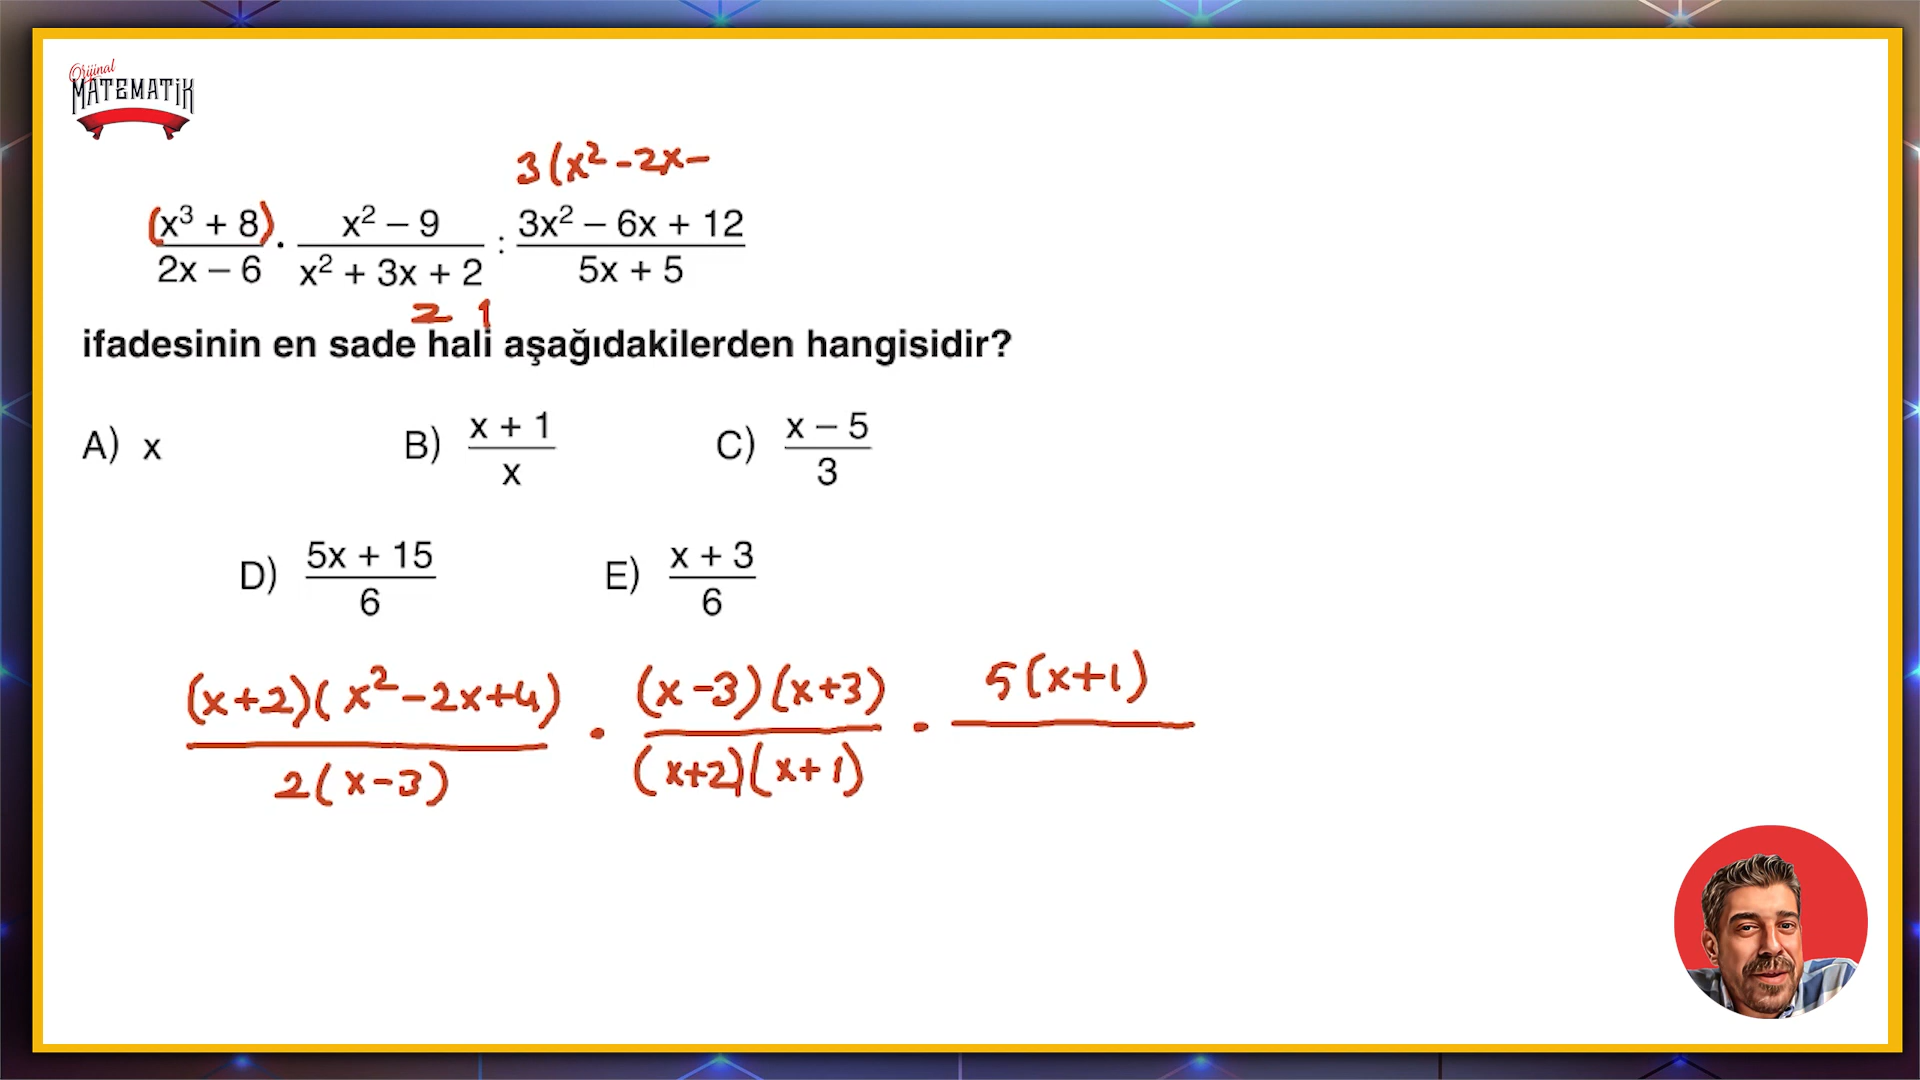 Orijinal
MATEMATİK
3(x² -2x-
(x³ + 8) / 2x – 6 · x² – 9 / x² + 3x + 2 : 3x² – 6x + 12 / 5x + 5
2 1
ifadesinin en sade hali aşağıdakilerden hangisidir?
A) x B) x + 1 / x C) x – 5 / 3
D) 5x + 15 / 6 E) x + 3 / 6
(x+2)(x²-2x+4) / 2(x-3) · (x-3)(x+3) / (x+2)(x+1) · 5(x+1) /